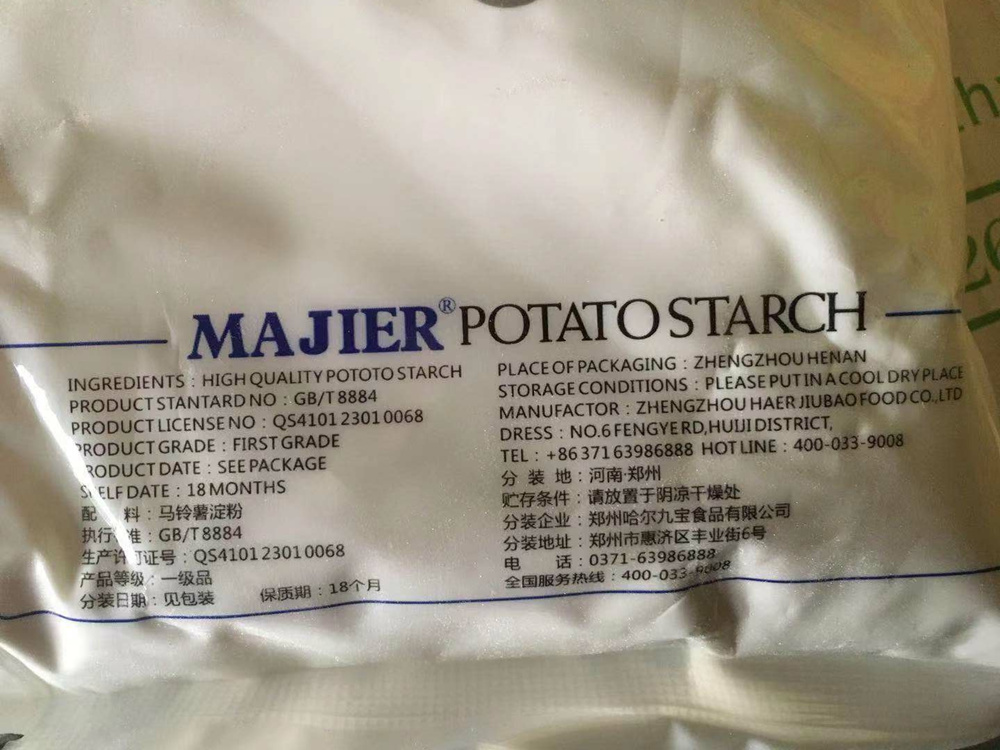 MAJIER® POTATO STARCH
INGREDIENTS : HIGH QUALITY POTOTO STARCH
PRODUCT STANTARD NO : GB/T 8884
PRODUCT LICENSE NO : QS4101 2301 0068
PRODUCT GRADE : FIRST GRADE
PRODUCT DATE : SEE PACKAGE
SHELF DATE : 18 MONTHS
配 料 : 马铃薯淀粉
执行标准 : GB/T 8884
生产许可证号 : QS4101 2301 0068
产品等级 : 一级品
分装日期 : 见包装 保质期 : 18个月
PLACE OF PACKAGING : ZHENGZHOU HENAN
STORAGE CONDITIONS : PLEASE PUT IN A COOL DRY PLACE
MANUFACTOR : ZHENGZHOU HAER JIUBAO FOOD CO.,LTD
DRESS : NO.6 FENGYE RD,HUIJI DISTRICT,
TEL : +86 371 63986888 HOT LINE : 400-033-9008
分 装 地 : 河南·郑州
贮存条件 : 请放置于阴凉干燥处
分装企业 : 郑州哈尔九宝食品有限公司
分装地址 : 郑州市惠济区丰业街6号
电 话 : 0371-63986888
全国服务热线 : 400-033-9008
26